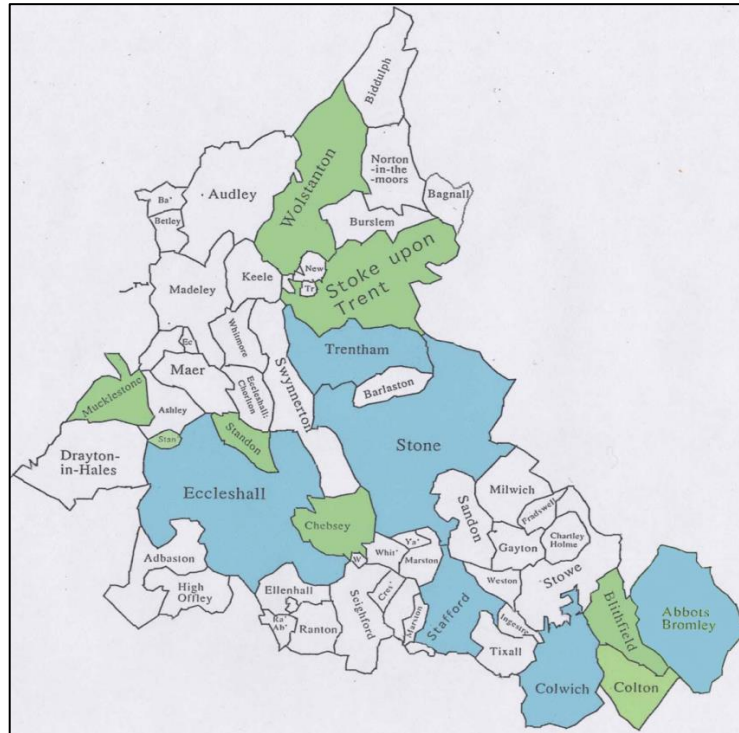 Biddulph
Norton
-in-the
-moors
Bagnall
Audley
Wolstanton
Burslem
Ba'
Betley
New
Tr
Stoke upon
Trent
Keele
Madeley
Trentham
Whitmore
Ec
Maer
Swynnerton
Barlaston
Mucklestone
Ashley
Eccleshall:
Chorlton
Standon
Stan
Stone
Drayton-
in-Hales
Eccleshall
Milwich
Sandon
Fradswell
Chebsey
Ya'
Gayton
Chartley
Holme
Adbaston
W'
Whit'
Marston
Weston
Stowe
High
Offley
Ellenhall
Seighford
Cres'
Marston
Stafford
Ingestre
Blithfield
Abbots
Bromley
Ra'
Ah'
Ranton
Tixall
Colwich
Colton